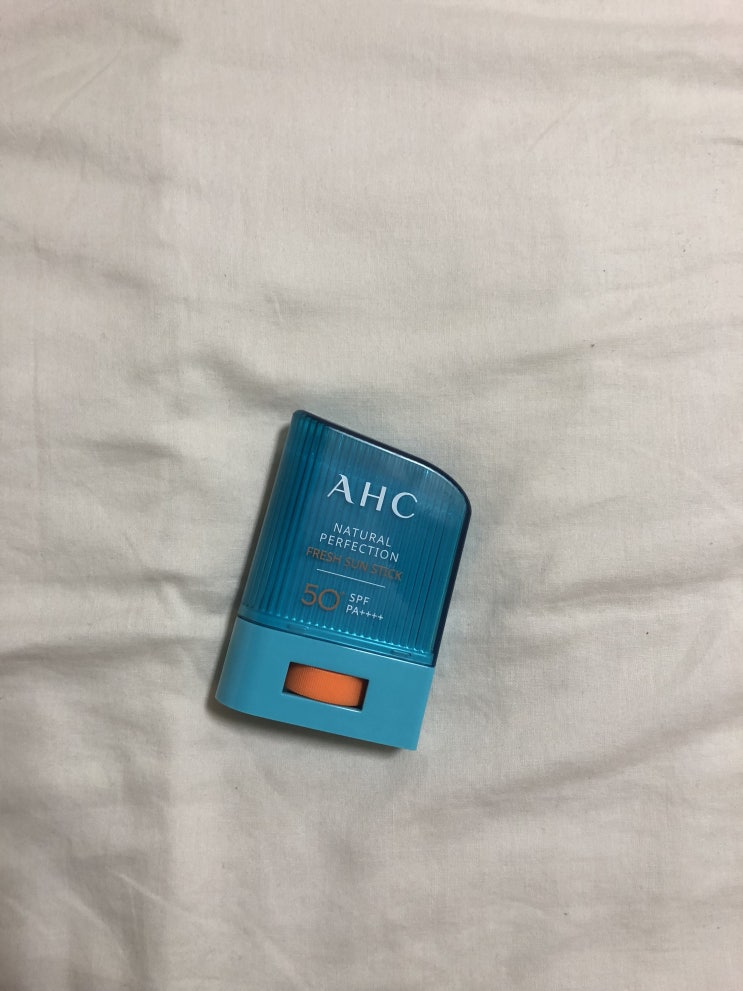 AHC
NATURAL
PERFECTION
FRESH SUN STICK
50+ SPF
PA++++